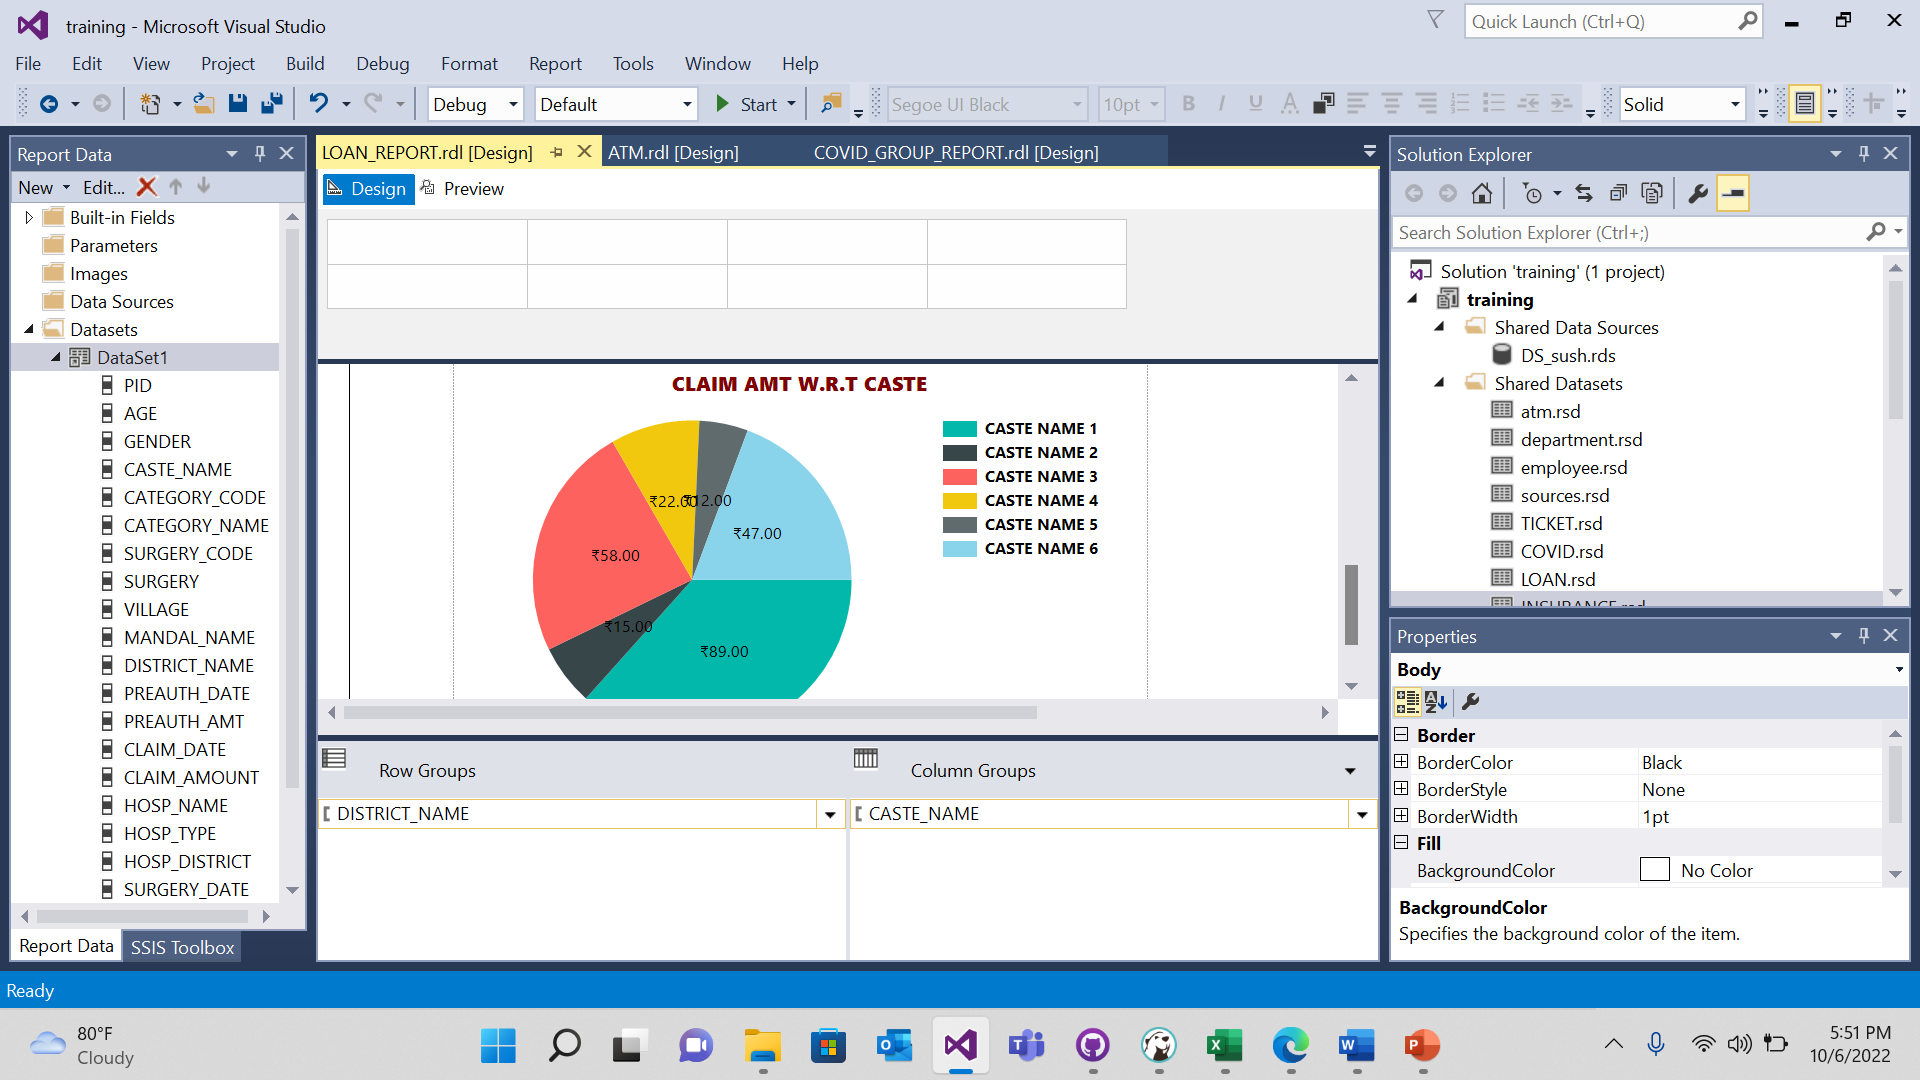 training - Microsoft Visual Studio
Quick Launch (Ctrl+Q)
File Edit View Project Build Debug Format Report Tools Window Help
Debug Default Start Segoe UI Black 10pt B I U A Solid
Report Data
New Edit...
Built-in Fields
Parameters
Images
Data Sources
Datasets
DataSet1
PID
AGE
GENDER
CASTE_NAME
CATEGORY_CODE
CATEGORY_NAME
SURGERY_CODE
SURGERY
VILLAGE
MANDAL_NAME
DISTRICT_NAME
PREAUTH_DATE
PREAUTH_AMT
CLAIM_DATE
CLAIM_AMOUNT
HOSP_NAME
HOSP_TYPE
HOSP_DISTRICT
SURGERY_DATE
Report Data SSIS Toolbox
LOAN_REPORT.rdl [Design] ATM.rdl [Design] COVID_GROUP_REPORT.rdl [Design]
Design Preview
CLAIM AMT W.R.T CASTE
₹22.00
₹12.00
₹47.00
₹58.00
₹15.00
₹89.00
CASTE NAME 1
CASTE NAME 2
CASTE NAME 3
CASTE NAME 4
CASTE NAME 5
CASTE NAME 6
Row Groups Column Groups
DISTRICT_NAME CASTE_NAME
Solution Explorer
Search Solution Explorer (Ctrl+;)
Solution 'training' (1 project)
training
Shared Data Sources
DS_sush.rds
Shared Datasets
atm.rsd
department.rsd
employee.rsd
sources.rsd
TICKET.rsd
COVID.rsd
LOAN.rsd
INSURANCE.rsd
Properties
Body
Border
BorderColor Black
BorderStyle None
BorderWidth 1pt
Fill
BackgroundColor No Color
BackgroundColor
Specifies the background color of the item.
Ready
80°F
Cloudy
5:51 PM
10/6/2022